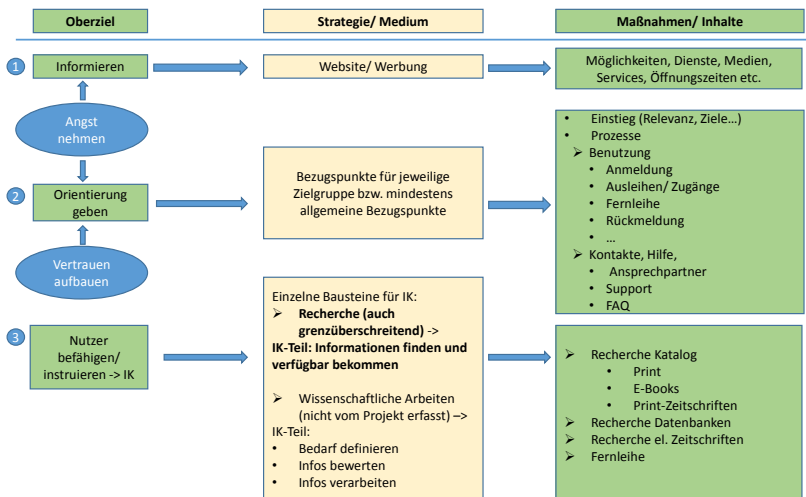 Oberziel
Strategie/ Medium
Maßnahmen/ Inhalte
1
Informieren
Website/ Werbung
Möglichkeiten, Dienste, Medien,
Services, Öffnungszeiten etc.
Angst
nehmen
2
Orientierung
geben
Bezugspunkte für jeweilige
Zielgruppe bzw. mindestens
allgemeine Bezugspunkte
• Einstieg (Relevanz, Ziele…)
• Prozesse
➢ Benutzung
• Anmeldung
• Ausleihen/ Zugänge
• Fernleihe
• Rückmeldung
• …
➢ Kontakte, Hilfe,
• Ansprechpartner
• Support
• FAQ
Vertrauen
aufbauen
3
Nutzer
befähigen/
instruieren -> IK
Einzelne Bausteine für IK:
➢ Recherche (auch
grenzüberschreitend) ->
IK-Teil: Informationen finden und
verfügbar bekommen
➢ Wissenschaftliche Arbeiten
(nicht vom Projekt erfasst) –>
IK-Teil:
• Bedarf definieren
• Infos bewerten
• Infos verarbeiten
➢ Recherche Katalog
• Print
• E-Books
• Print-Zeitschriften
➢ Recherche Datenbanken
➢ Recherche el. Zeitschriften
➢ Fernleihe